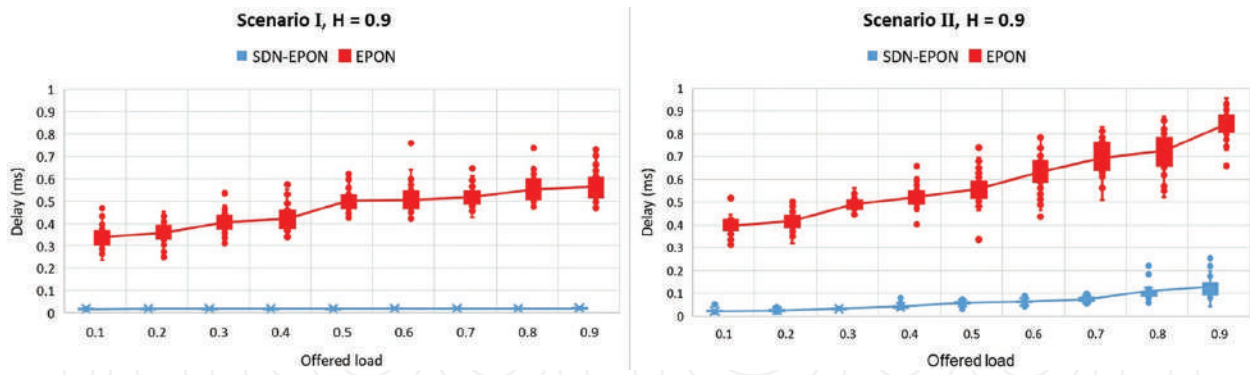 Scenario I, H = 0.9
SDN-EPON EPON
Delay (ms)
1
0.9
0.8
0.7
0.6
0.5
0.4
0.3
0.2
0.1
0
0.1 0.2 0.3 0.4 0.5 0.6 0.7 0.8 0.9
Offered load
Scenario II, H = 0.9
SDN-EPON EPON
Delay (ms)
1
0.9
0.8
0.7
0.6
0.5
0.4
0.3
0.2
0.1
0
0.1 0.2 0.3 0.4 0.5 0.6 0.7 0.8 0.9
Offered load